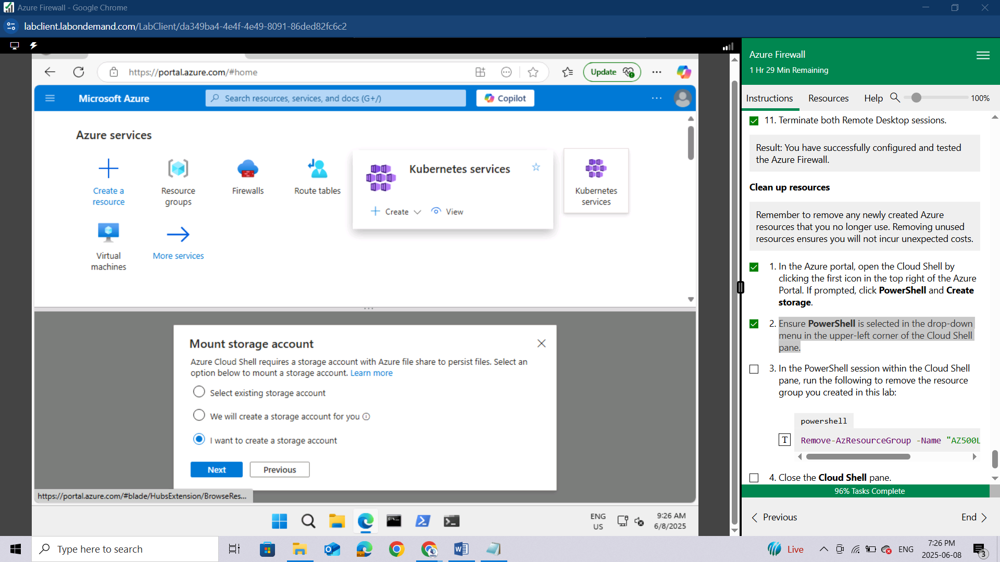 Azure Firewall - Google Chrome
labclient.labondemand.com/LabClient/da349ba4-4e4f-4e49-8091-86ded82fc6c2
https://portal.azure.com/#home
Update
Microsoft Azure
Search resources, services, and docs (G+/)
Copilot
Azure services
Create a resource
Resource groups
Firewalls
Route tables
Kubernetes services
Create
View
Kubernetes services
Virtual machines
More services
Mount storage account
Azure Cloud Shell requires a storage account with Azure file share to persist files. Select an
option below to mount a storage account. Learn more
Select existing storage account
We will create a storage account for you
I want to create a storage account
Next
Previous
https://portal.azure.com/#blade/HubsExtension/BrowseRes...
ENG
US
9:26 AM
6/8/2025
Azure Firewall
1 Hr 29 Min Remaining
Instructions
Resources
Help
100%
11. Terminate both Remote Desktop sessions.
Result: You have successfully configured and tested
the Azure Firewall.
Clean up resources
Remember to remove any newly created Azure
resources that you no longer use. Removing unused
resources ensures you will not incur unexpected costs.
1. In the Azure portal, open the Cloud Shell by
clicking the first icon in the top right of the Azure
Portal. If prompted, click PowerShell and Create
storage.
2. Ensure PowerShell is selected in the drop-down
menu in the upper-left corner of the Cloud Shell
pane.
3. In the PowerShell session within the Cloud Shell
pane, run the following to remove the resource
group you created in this lab:
powershell
T
Remove-AzResourceGroup -Name "AZ500L
4. Close the Cloud Shell pane.
96% Tasks Complete
Previous
End
Type here to search
Live
ENG
7:26 PM
2025-06-08
3